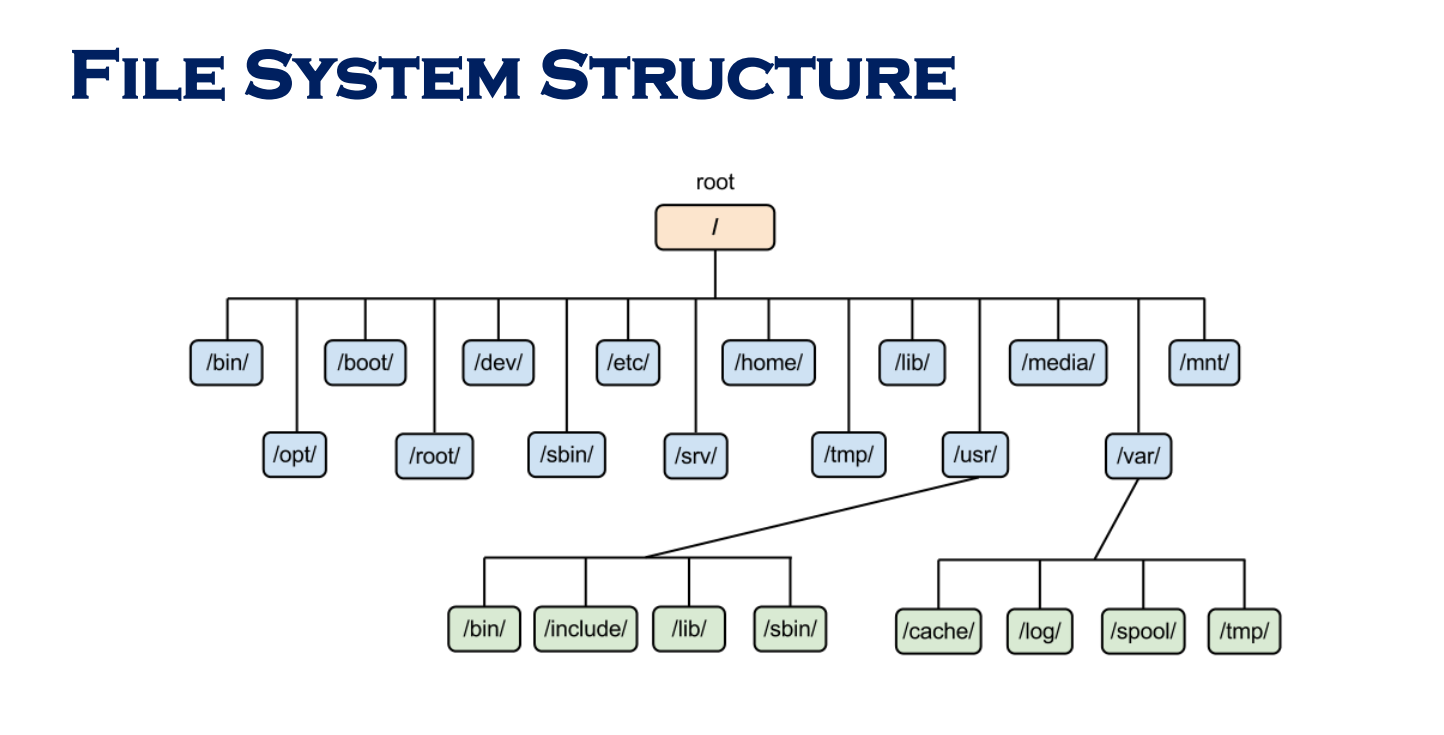 File System Structure
root
/
/bin/ /boot/ /dev/ /etc/ /home/ /lib/ /media/ /mnt/
/opt/ /root/ /sbin/ /srv/ /tmp/ /usr/ /var/
/bin/ /include/ /lib/ /sbin/ /cache/ /log/ /spool/ /tmp/